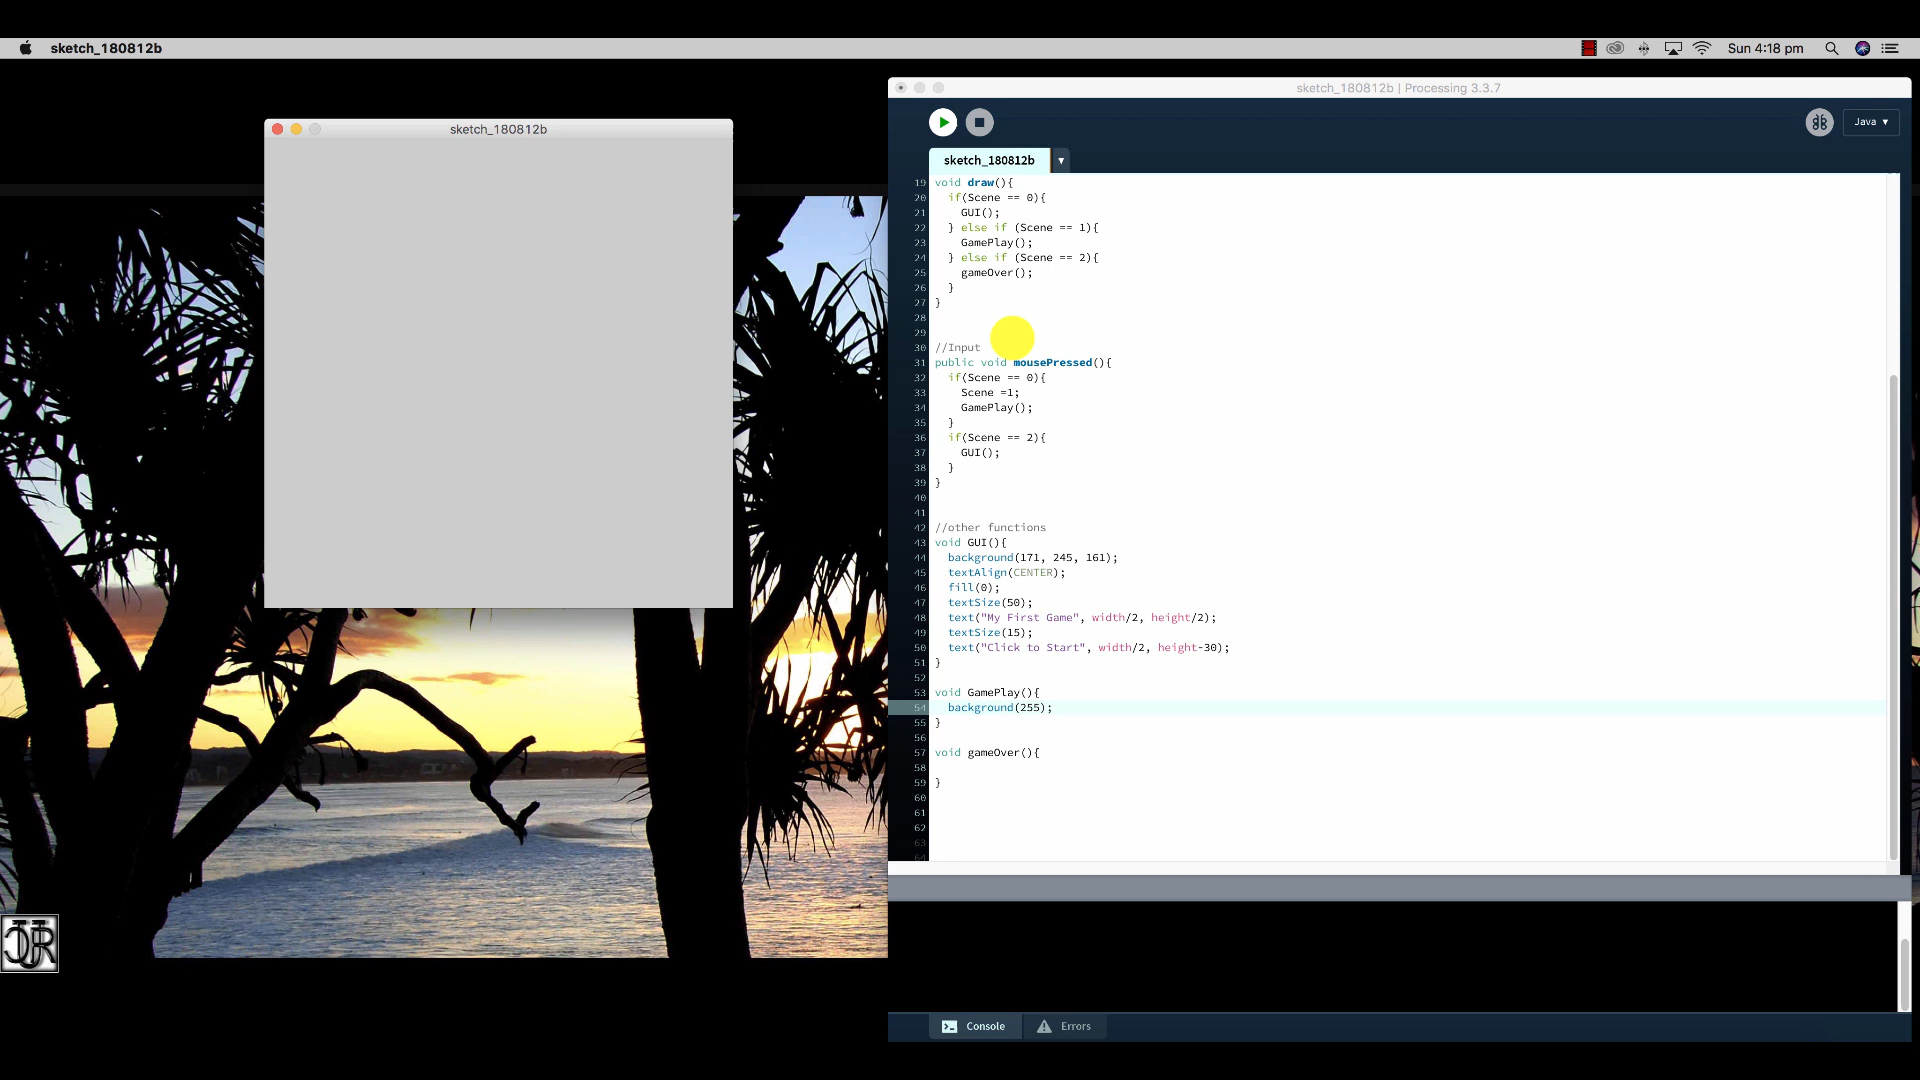 sketch_180812b
Sun 4:18 pm
sketch_180812b | Processing 3.3.7
sketch_180812b
Java
sketch_180812b
19 void draw(){
20 if(Scene == 0){
21 GUI();
22 } else if (Scene == 1){
23 GamePlay();
24 } else if (Scene == 2){
25 gameOver();
26 }
27 }
28
29
30 //Input
31 public void mousePressed(){
32 if(Scene == 0){
33 Scene =1;
34 GamePlay();
35 }
36 if(Scene == 2){
37 GUI();
38 }
39 }
40
41
42 //other functions
43 void GUI(){
44 background(171, 245, 161);
45 textAlign(CENTER);
46 fill(0);
47 textSize(50);
48 text("My First Game", width/2, height/2);
49 textSize(15);
50 text("Click to Start", width/2, height-30);
51 }
52
53 void GamePlay(){
54 background(255);
55 }
56
57 void gameOver(){
58
59 }
60
61
62
63
64
Console
Errors